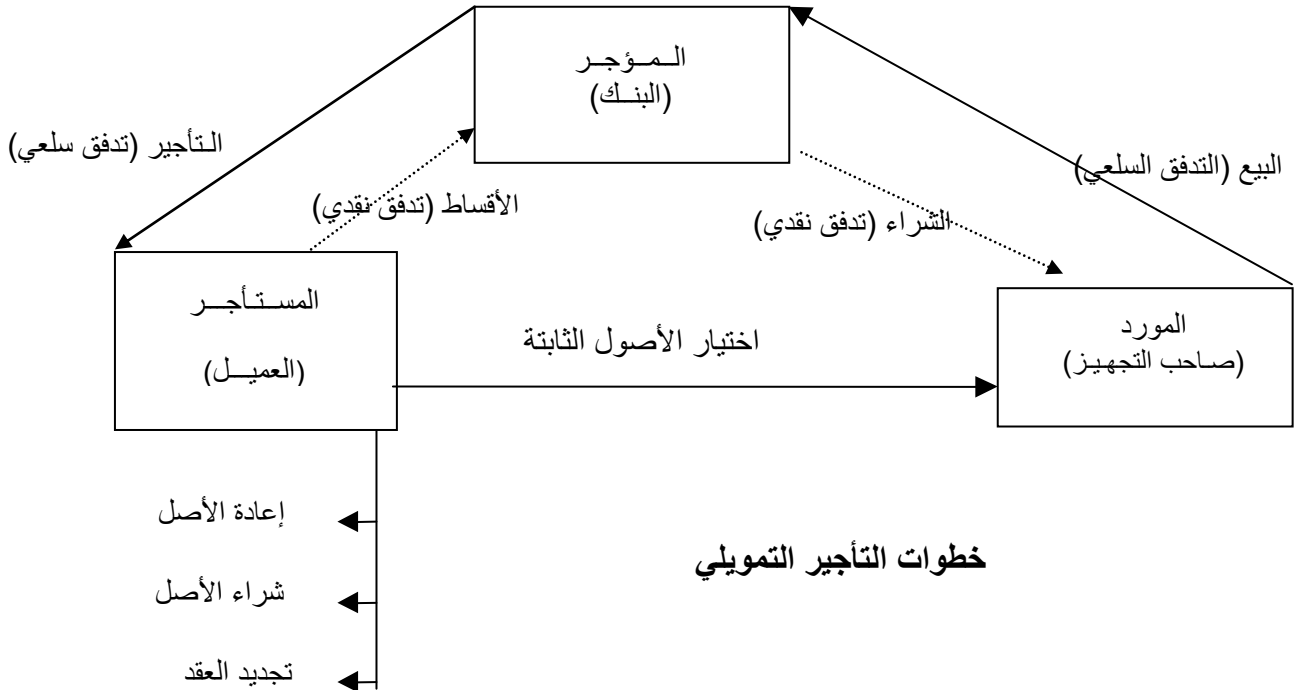 المؤجر
(البنك)
التأجير (تدفق سلعي)
البيع (التدفق السلعي)
الأقساط (تدفق نقدي)
الشراء (تدفق نقدي)
المستأجر
(العميل)
المورد
(صاحب التجهيز)
اختيار الأصول الثابتة
إعادة الأصل
خطوات التأجير التمويلي
شراء الأصل
تجديد العقد